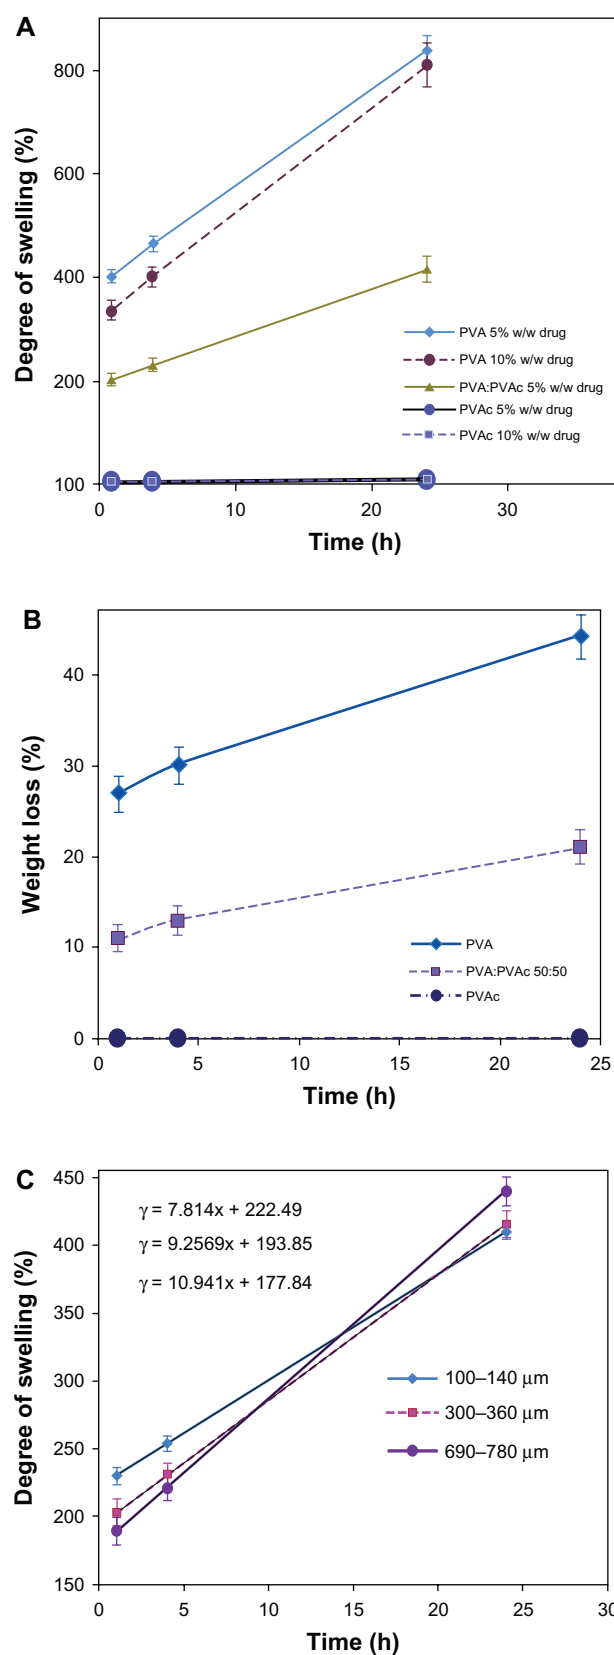 A
Degree of swelling (%)
800
600
400
200
100
PVA 5% w/w drug
PVA 10% w/w drug
PVA:PVAc 5% w/w drug
PVAc 5% w/w drug
PVAc 10% w/w drug
0 10 20 30
Time (h)
B
Weight loss (%)
40
30
20
10
0
PVA
PVA:PVAc 50:50
PVAc
0 5 10 15 20 25
Time (h)
C
Degree of swelling (%)
450
400
350
300
250
200
150
γ = 7.814x + 222.49
γ = 9.2569x + 193.85
γ = 10.941x + 177.84
100–140 µm
300–360 µm
690–780 µm
0 5 10 15 20 25 30
Time (h)